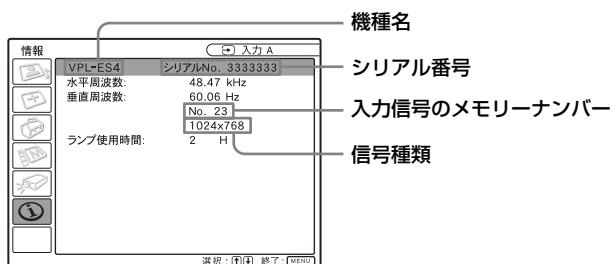 機種名
情報
入力 A
VPL-ES4 シリアルNo. 3333333
シリアル番号
水平周波数: 48.47 kHz
垂直周波数: 60.06 Hz
No. 23
入力信号のメモリーナンバー
1024x768
ランプ使用時間: 2 H
信号種類
選択: 終了: MENU